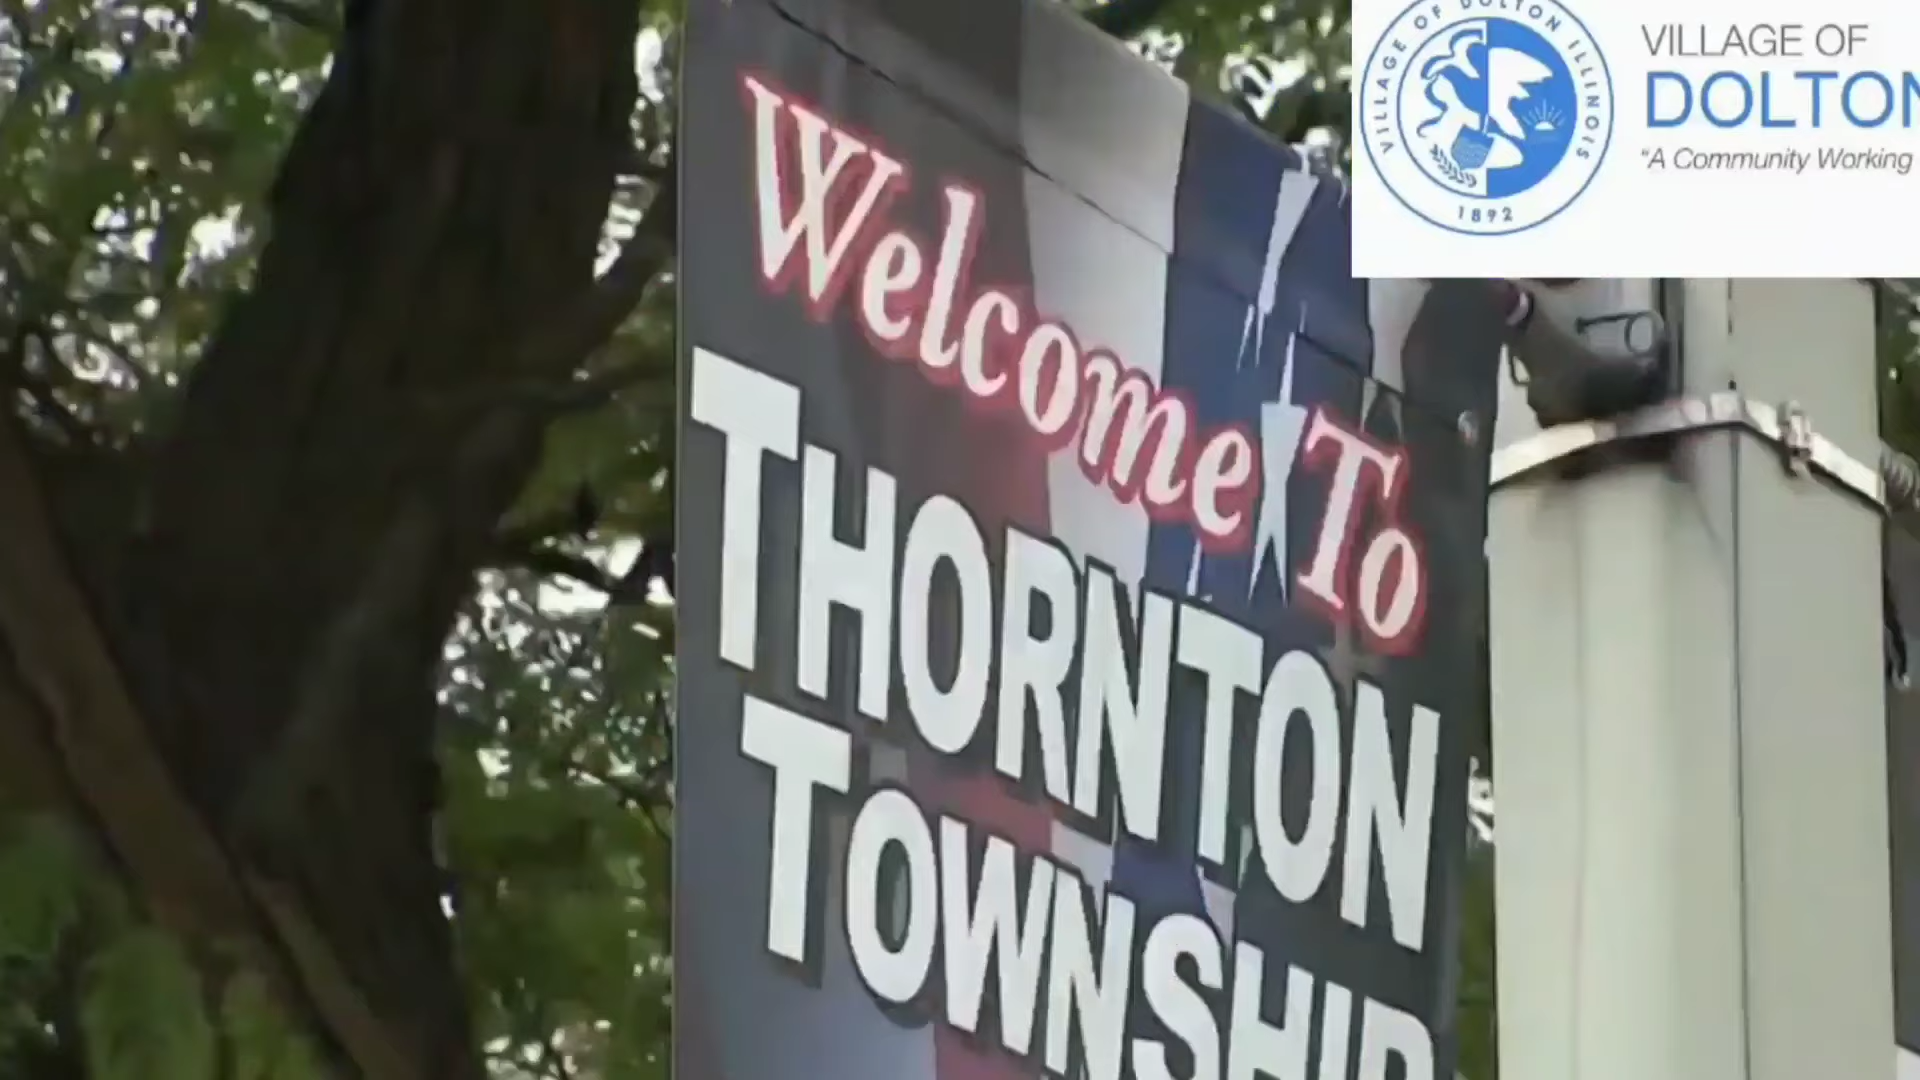 Welcome To
THORNTON
TOWNSHIP
VILLAGE OF DOLTON ILLINOIS
1892
VILLAGE OF
DOLTON
"A Community Working